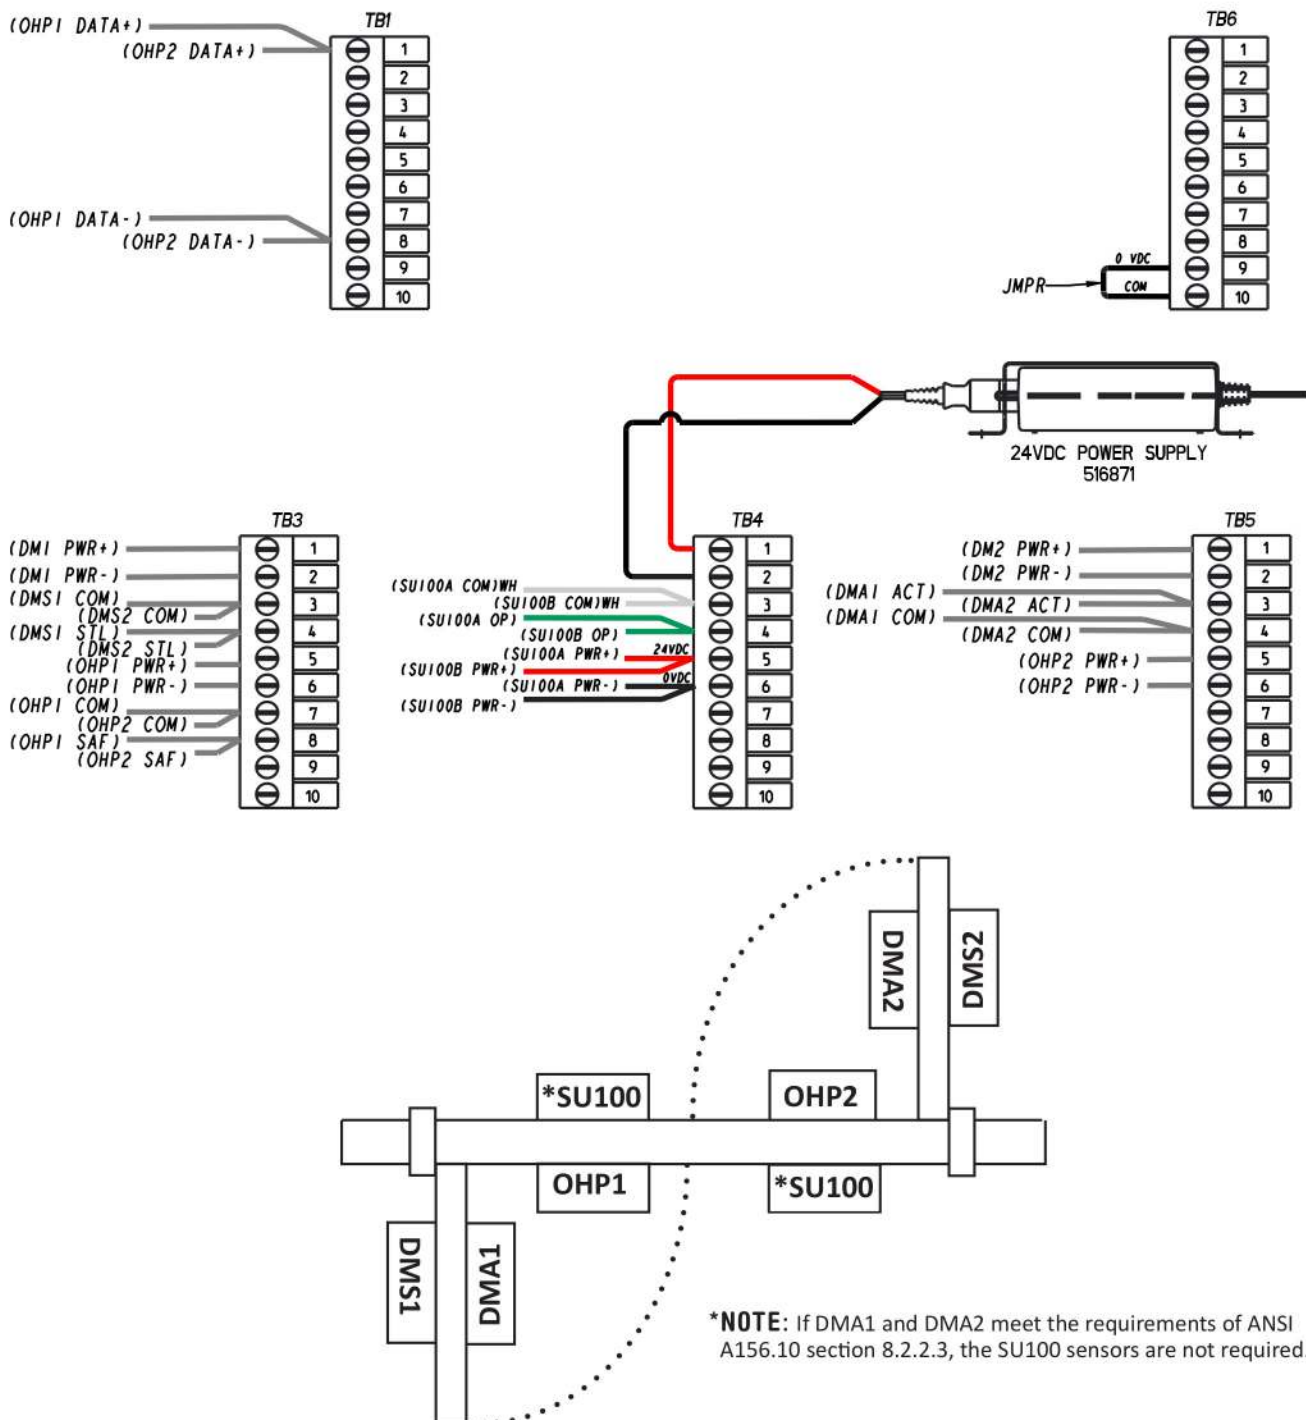 TB1
(OHP1 DATA+)
(OHP2 DATA+)
1
2
3
4
5
6
7
8
9
10
(OHP1 DATA-)
(OHP2 DATA-)
TB6
1
2
3
4
5
6
7
8
9
10
0 VDC
JMPR
COM
24VDC POWER SUPPLY
516871
TB3
(DM1 PWR+)
(DM1 PWR-)
(DMS1 COM)
(DMS2 COM)
(DMS1 STL)
(DMS2 STL)
(OHP1 PWR+)
(OHP1 PWR-)
(OHP1 COM)
(OHP2 COM)
(OHP1 SAF)
(OHP2 SAF)
1
2
3
4
5
6
7
8
9
10
TB4
(SU100A COM)WH
(SU100B COM)WH
(SU100A OP)
(SU100B OP)
(SU100A PWR+) 24VDC
(SU100B PWR+)
(SU100A PWR-) 0VDC
(SU100B PWR-)
1
2
3
4
5
6
7
8
9
10
TB5
(DM2 PWR+)
(DM2 PWR-)
(DMA1 ACT)
(DMA2 ACT)
(DMA1 COM)
(DMA2 COM)
(OHP2 PWR+)
(OHP2 PWR-)
1
2
3
4
5
6
7
8
9
10
DMA2
DMS2
*SU100
OHP2
OHP1
*SU100
DMS1
DMA1
*NOTE: If DMA1 and DMA2 meet the requirements of ANSI
A156.10 section 8.2.2.3, the SU100 sensors are not required.